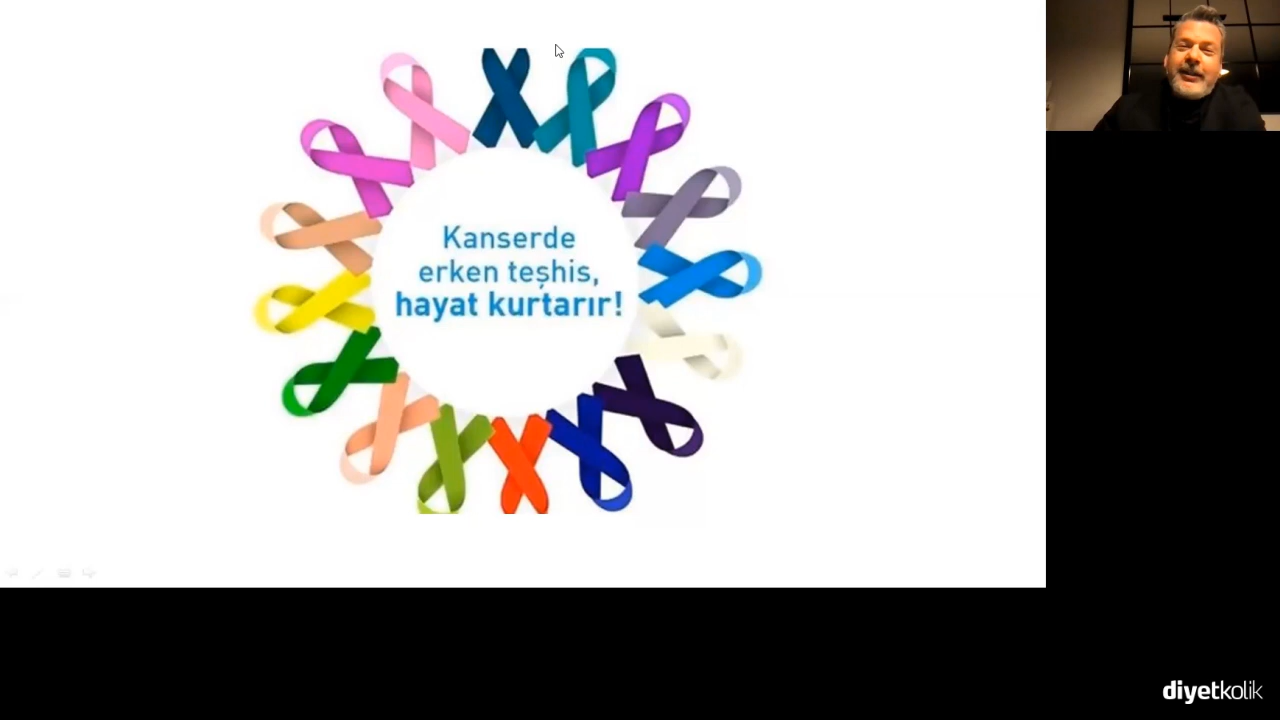 Kanserde
erken teşhis,
hayat kurtarır!
diyetkolik